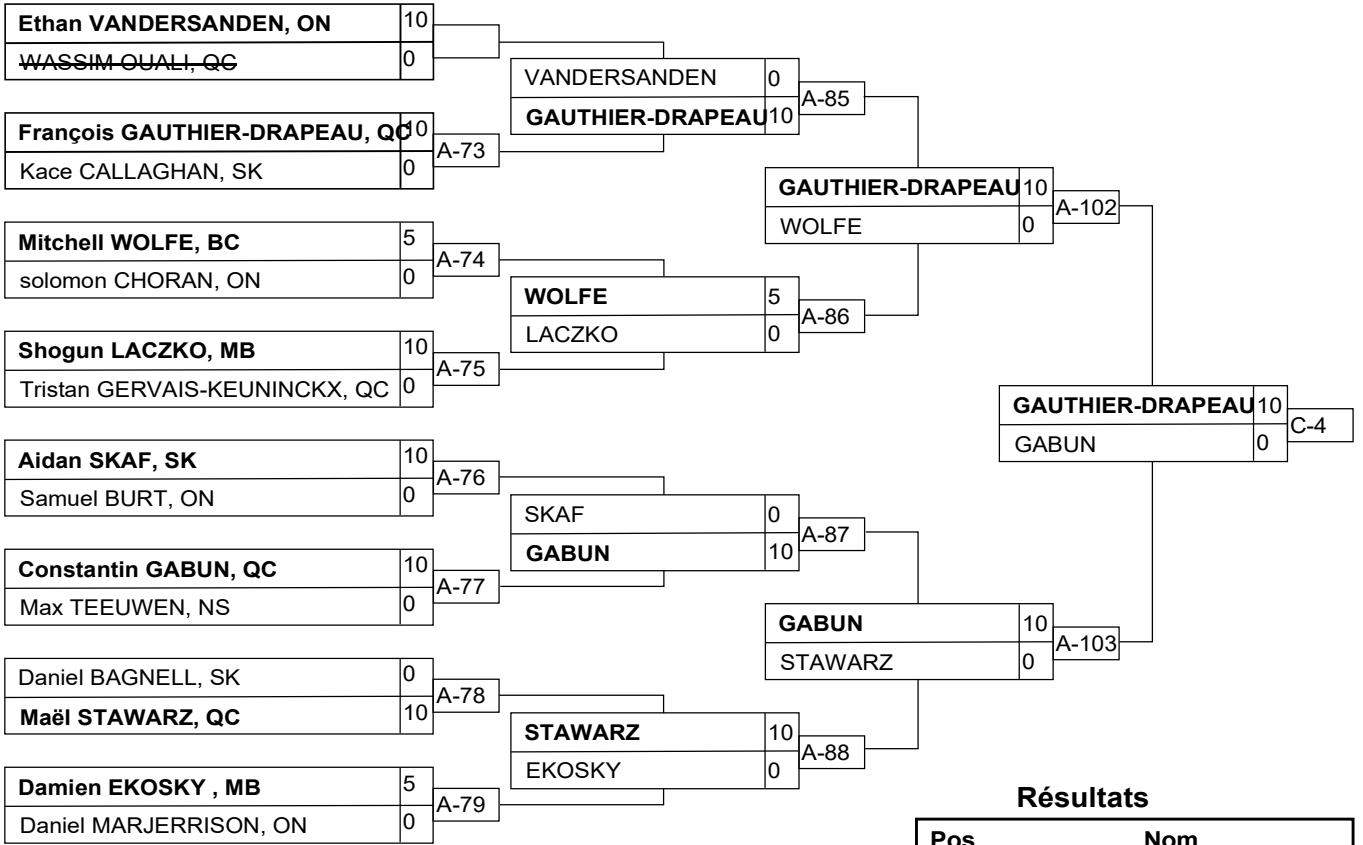 Ethan VANDERSANDEN, ON 10
WASSIM OUALI, QC 0
François GAUTHIER-DRAPEAU, QC 10
Kace CALLAGHAN, SK 0
A-73
Mitchell WOLFE, BC 5
solomon CHORAN, ON 0
A-74
Shogun LACZKO, MB 10
Tristan GERVAIS-KEUNINCKX, QC 0
A-75
Aidan SKAF, SK 10
Samuel BURT, ON 0
A-76
Constantin GABUN, QC 10
Max TEEUWEN, NS 0
A-77
Daniel BAGNELL, SK 0
Maël STAWARZ, QC 10
A-78
Damien EKOSKY , MB 5
Daniel MARJERRISON, ON 0
A-79
VANDERSANDEN 0
GAUTHIER-DRAPEAU 10
A-85
WOLFE 5
LACZKO 0
A-86
SKAF 0
GABUN 10
A-87
STAWARZ 10
EKOSKY 0
A-88
GAUTHIER-DRAPEAU 10
WOLFE 0
A-102
GABUN 10
STAWARZ 0
A-103
GAUTHIER-DRAPEAU 10
GABUN 0
C-4
Résultats
Pos Nom